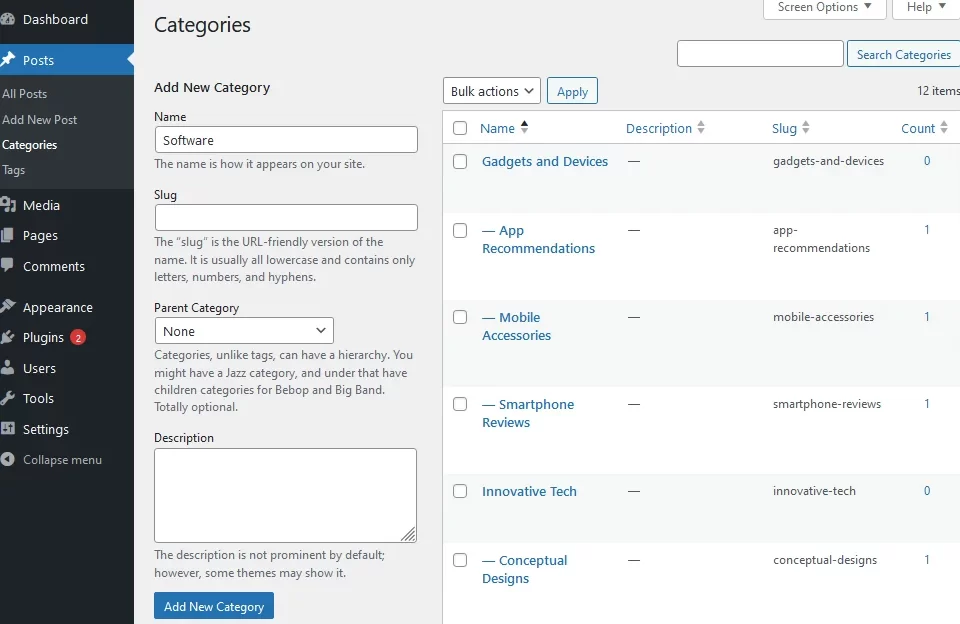 Dashboard
Posts
All Posts
Add New Post
Categories
Tags
Media
Pages
Comments
Appearance
Plugins 2
Users
Tools
Settings
Collapse menu
Screen Options
Help
Categories
Search Categories
Add New Category
Name
Software
The name is how it appears on your site.
Slug
The “slug” is the URL-friendly version of the
name. It is usually all lowercase and contains only
letters, numbers, and hyphens.
Parent Category
None
Categories, unlike tags, can have a hierarchy. You
might have a Jazz category, and under that have
children categories for Bebop and Big Band.
Totally optional.
Description
The description is not prominent by default;
however, some themes may show it.
Add New Category
Bulk actions Apply 12 items
Name Description Slug Count
Gadgets and Devices — gadgets-and-devices 0
— App — app- 1
Recommendations recommendations
— Mobile — mobile-accessories 1
Accessories
— Smartphone — smartphone-reviews 1
Reviews
Innovative Tech — innovative-tech 0
— Conceptual — conceptual-designs 1
Designs